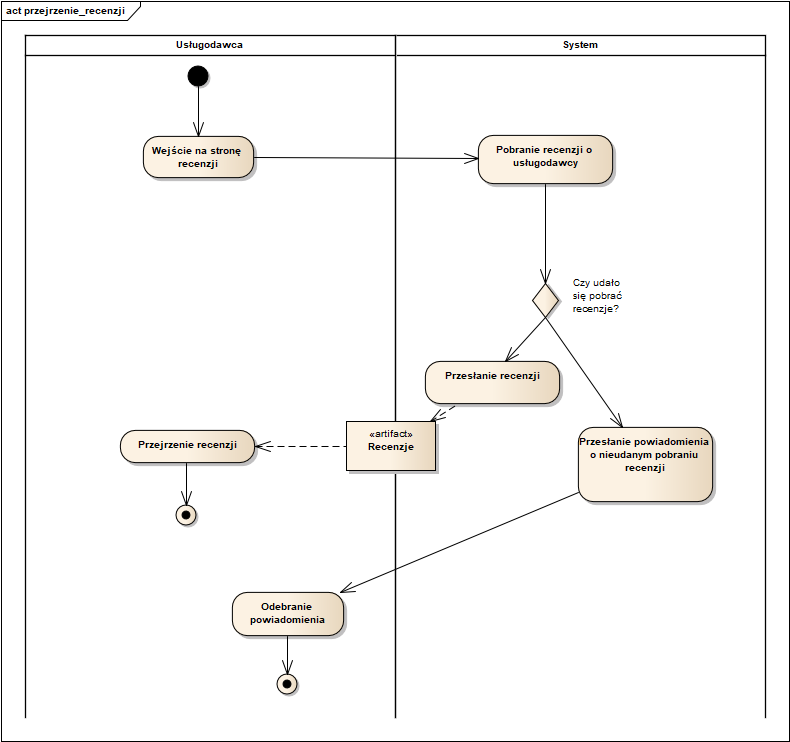 act przejrzenie_recenzji
Usługodawca
System
Wejście na stronę
recenzji
Pobranie recenzji o
usługodawcy
Czy udało
się pobrać
recenzje?
Przesłanie recenzji
«artifact»
Recenzje
Przejrzenie recenzji
Przesłanie powiadomienia
o nieudanym pobraniu
recenzji
Odebranie
powiadomienia